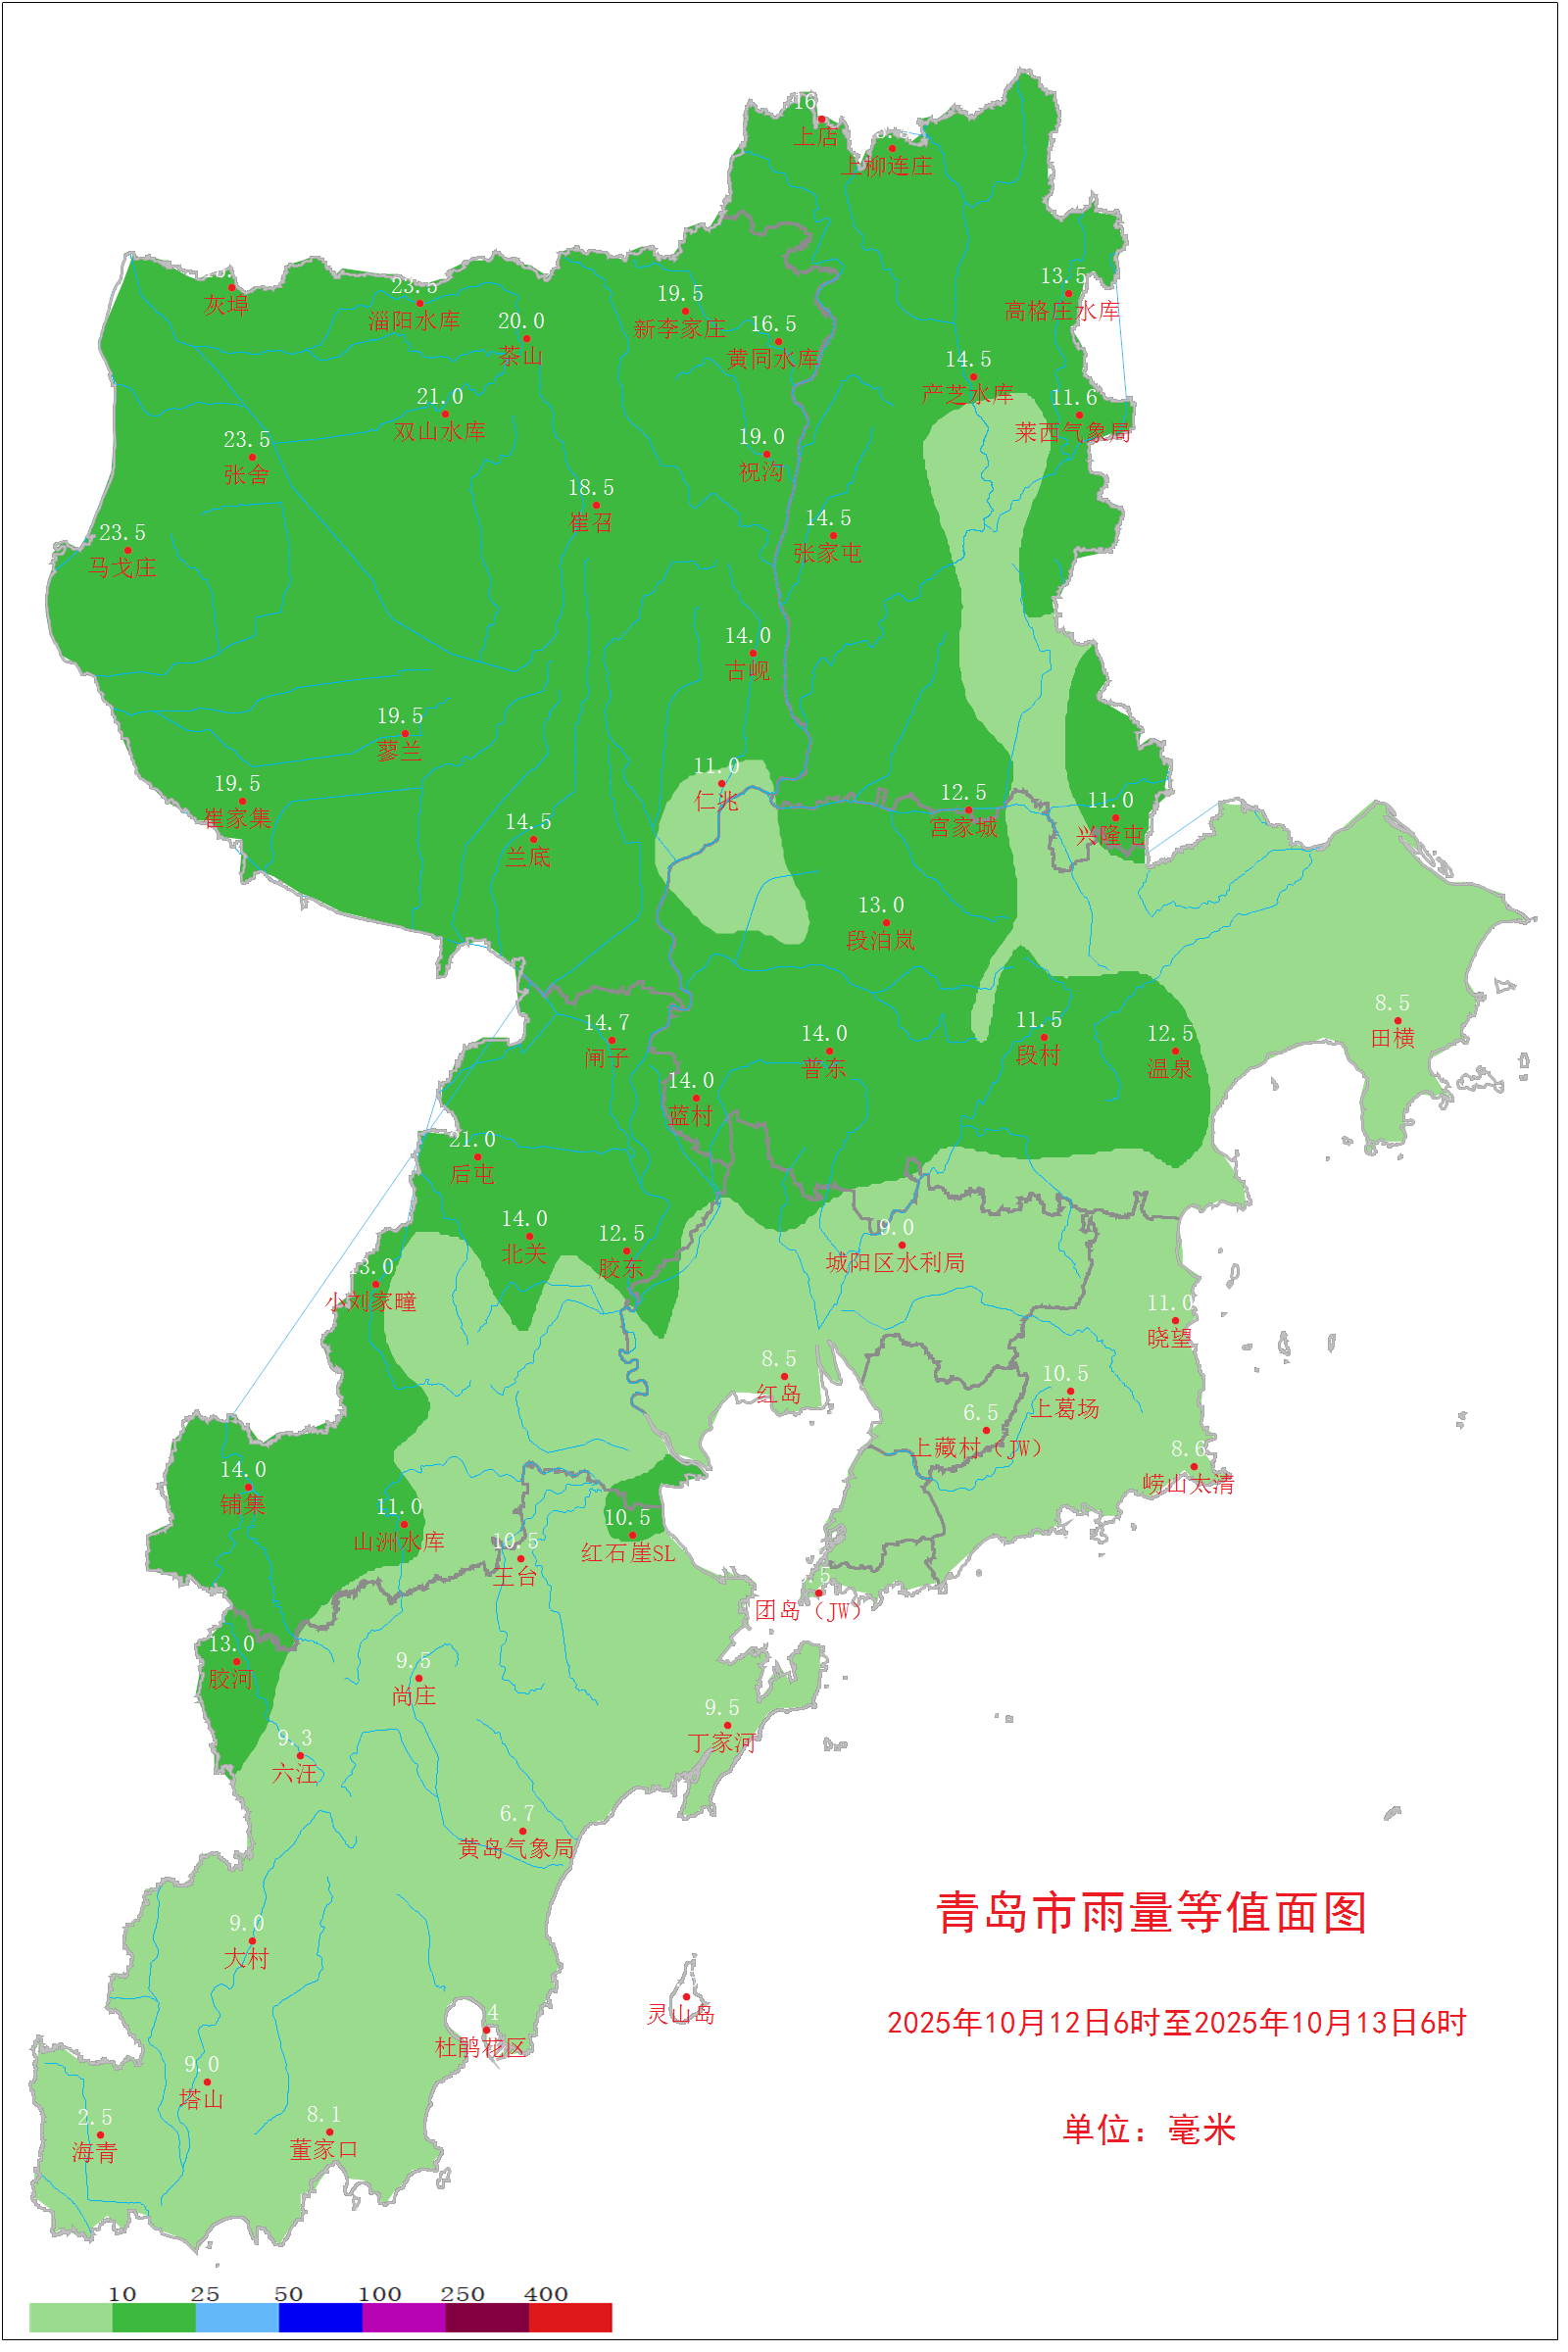 16
上店
上柳连庄
灰埠
23.5
淄阳水库
20.0
茶山
19.5
新李家庄
16.5
黄同水库
13.5
高格庄水库
14.5
产芝水库
11.6
莱西气象局
21.0
双山水库
23.5
张舍
19.0
祝沟
18.5
崔召
14.5
张家屯
23.5
马戈庄
14.0
古岘
19.5
蓼兰
19.5
崔家集
11.0
仁兆
14.5
兰底
12.5
宫家城
11.0
兴隆屯
13.0
段泊岚
8.5
田横
14.7
闸子
14.0
普东
11.5
段村
12.5
温泉
14.0
蓝村
21.0
后屯
14.0
北关
12.5
胶东
9.0
城阳区水利局
3.0
小刘家疃
11.0
晓望
8.5
红岛
10.5
上葛场
6.5
上藏村（JW）
8.6
崂山太清
14.0
铺集
11.0
山洲水库
10.5
王台
10.5
红石崖SL
.5
团岛（JW）
13.0
胶河
9.5
尚庄
9.5
丁家河
9.3
六汪
6.7
黄岛气象局
9.0
大村
灵山岛
4
杜鹃花区
9.0
塔山
2.5
海青
8.1
董家口
青岛市雨量等值面图
2025年10月12日6时至2025年10月13日6时
单位：毫米
10 25 50 100 250 400